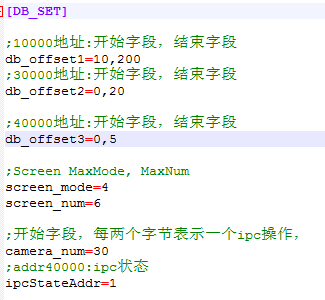 [DB_SET]
;10000地址:开始字段，结束字段
db_offset1=10,200
;30000地址:开始字段，结束字段
db_offset2=0,20
;40000地址:开始字段，结束字段
db_offset3=0,5
;Screen MaxMode, MaxNum
screen_mode=4
screen_num=6
;开始字段，每两个字节表示一个ipc操作，
camera_num=30
;addr40000:ipc状态
ipcStateAddr=1